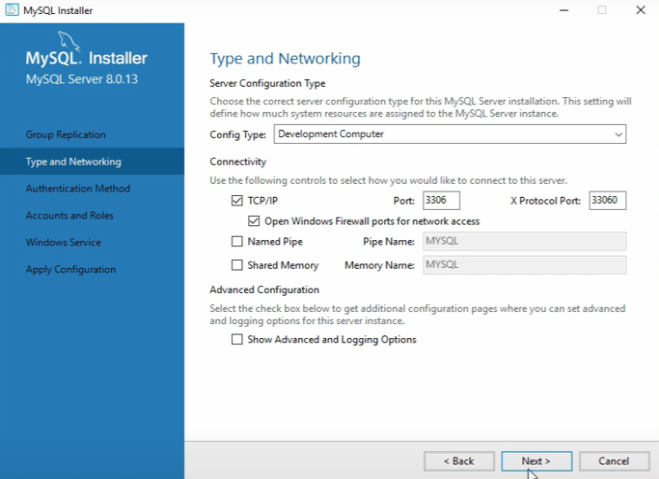 MySQL Installer
MySQL. Installer
MySQL Server 8.0.13
Group Replication
Type and Networking
Authentication Method
Accounts and Roles
Windows Service
Apply Configuration
Type and Networking
Server Configuration Type
Choose the correct server configuration type for this MySQL Server installation. This setting will
define how much system resources are assigned to the MySQL Server instance.
Config Type: Development Computer
Connectivity
Use the following controls to select how you would like to connect to this server.
TCP/IP Port: 3306 X Protocol Port: 33060
Open Windows Firewall ports for network access
Named Pipe Pipe Name: MYSQL
Shared Memory Memory Name: MYSQL
Advanced Configuration
Select the check box below to get additional configuration pages where you can set advanced
and logging options for this server instance.
Show Advanced and Logging Options
< Back Next > Cancel